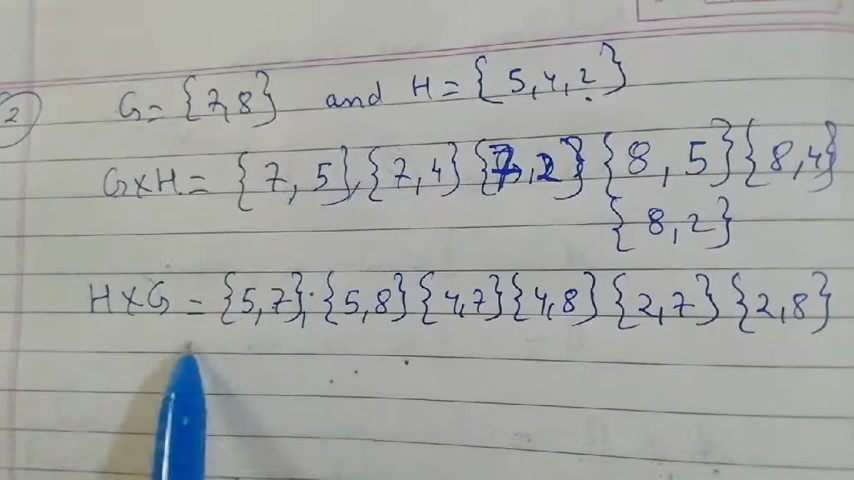 2 G = {7,8} and H = { 5,4,2 }
G×H = {7, 5},{7,4} {7,2} {8, 5} {8,4}
{8,2}
H×G = {5,7},{5,8} {4,7} {4,8} {2,7} {2,8}